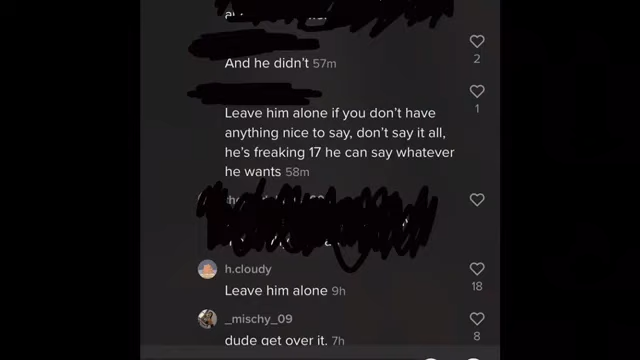 And he didn't 57m
2
1
Leave him alone if you don't have
anything nice to say, don't say it all,
he's freaking 17 he can say whatever
he wants 58m
h.cloudy
Leave him alone 9h
18
_mischy_09
dude get over it. 7h
8